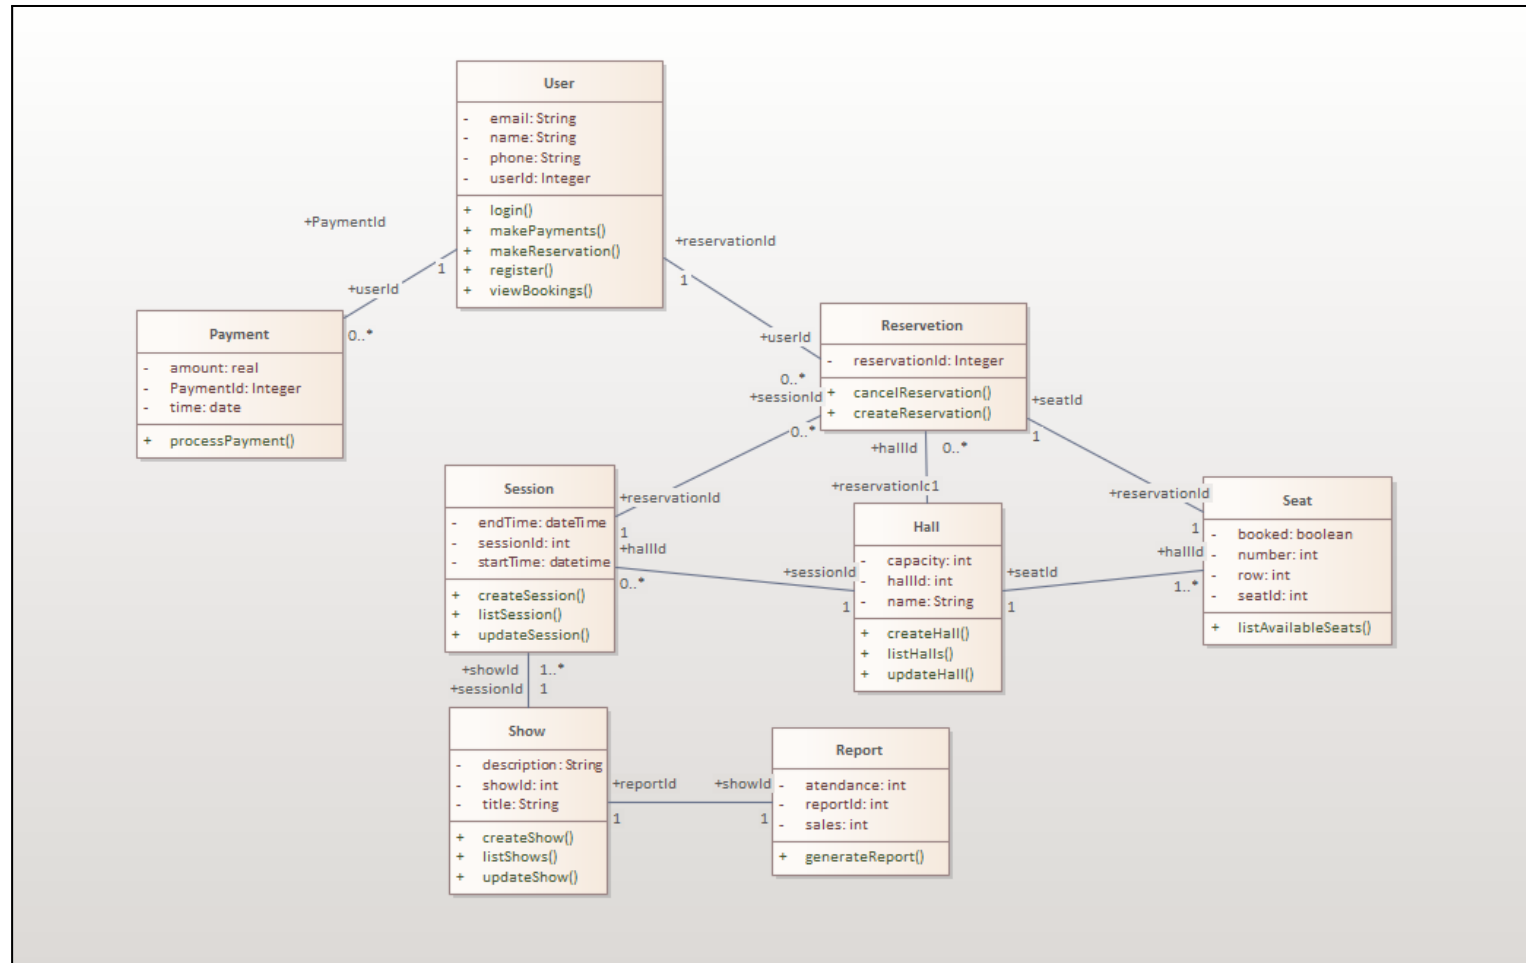 User
- email: String
- name: String
- phone: String
- userId: Integer
+ login()
+ makePayments()
+ makeReservation()
+ register()
+ viewBookings()
+PaymentId
1
+userId
0..*
+reservationId
1
+userId
0..*
Payment
- amount: real
- PaymentId: Integer
- time: date
+ processPayment()
Reservetion
- reservationId: Integer
+ cancelReservation()
+ createReservation()
+sessionId
0..*
+reservationId
1
+hallId
0..*
+reservationId
1
+seatId
1
+reservationId
1
Session
- endTime: dateTime
- sessionId: int
- startTime: datetime
+ createSession()
+ listSession()
+ updateSession()
+hallId
0..*
+sessionId
1
Hall
- capacity: int
- hallId: int
- name: String
+ createHall()
+ listHalls()
+ updateHall()
+seatId
1
+hallId
1..*
Seat
- booked: boolean
- number: int
- row: int
- seatId: int
+ listAvailableSeats()
+showId
1..*
+sessionId
1
Show
- description: String
- showId: int
- title: String
+ createShow()
+ listShows()
+ updateShow()
+reportId
1
+showId
1
Report
- atendance: int
- reportId: int
- sales: int
+ generateReport()